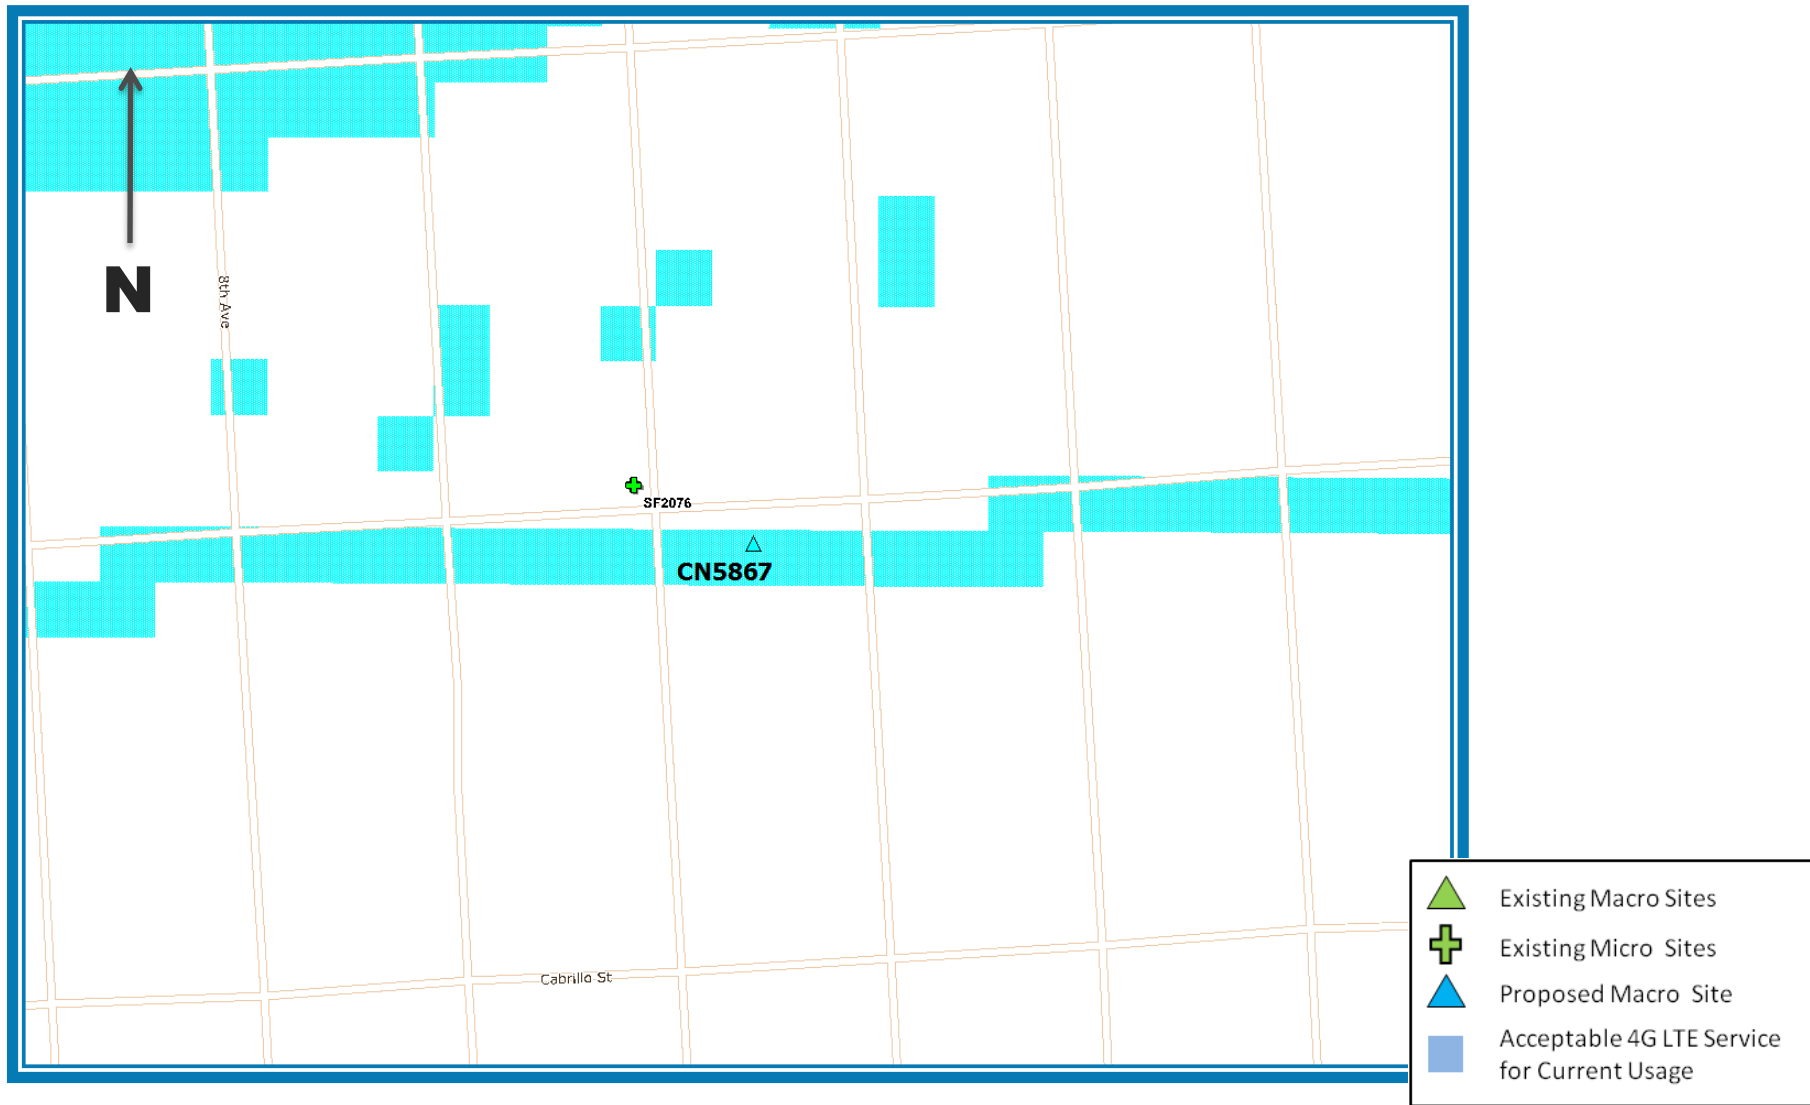 N
8th Ave
SF2076
CN5867
Cabrillo St
Existing Macro Sites
Existing Micro Sites
Proposed Macro Site
Acceptable 4G LTE Service
for Current Usage